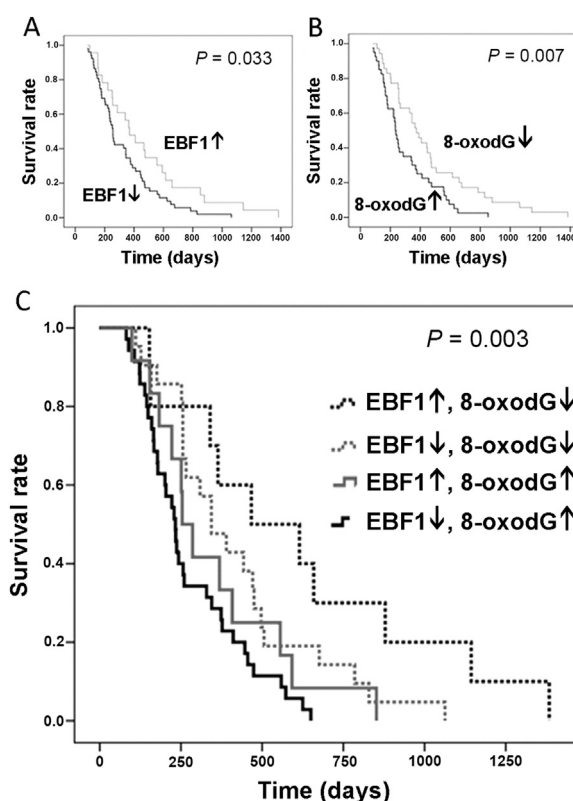 A
P = 0.033
Survival rate
1.0
0.8
0.6
0.4
0.2
0.0
EBF1↑
EBF1↓
0 200 400 600 800 1000 1200 1400
Time (days)
B
P = 0.007
Survival rate
1.0
0.8
0.6
0.4
0.2
0.0
8-oxodG↓
8-oxodG↑
0 200 400 600 800 1000 1200 1400
Time (days)
C
P = 0.003
Survival rate
1.0
0.8
0.6
0.4
0.2
0.0
EBF1↑, 8-oxodG↓
EBF1↓, 8-oxodG↓
EBF1↑, 8-oxodG↑
EBF1↓, 8-oxodG↑
0 250 500 750 1000 1250
Time (days)